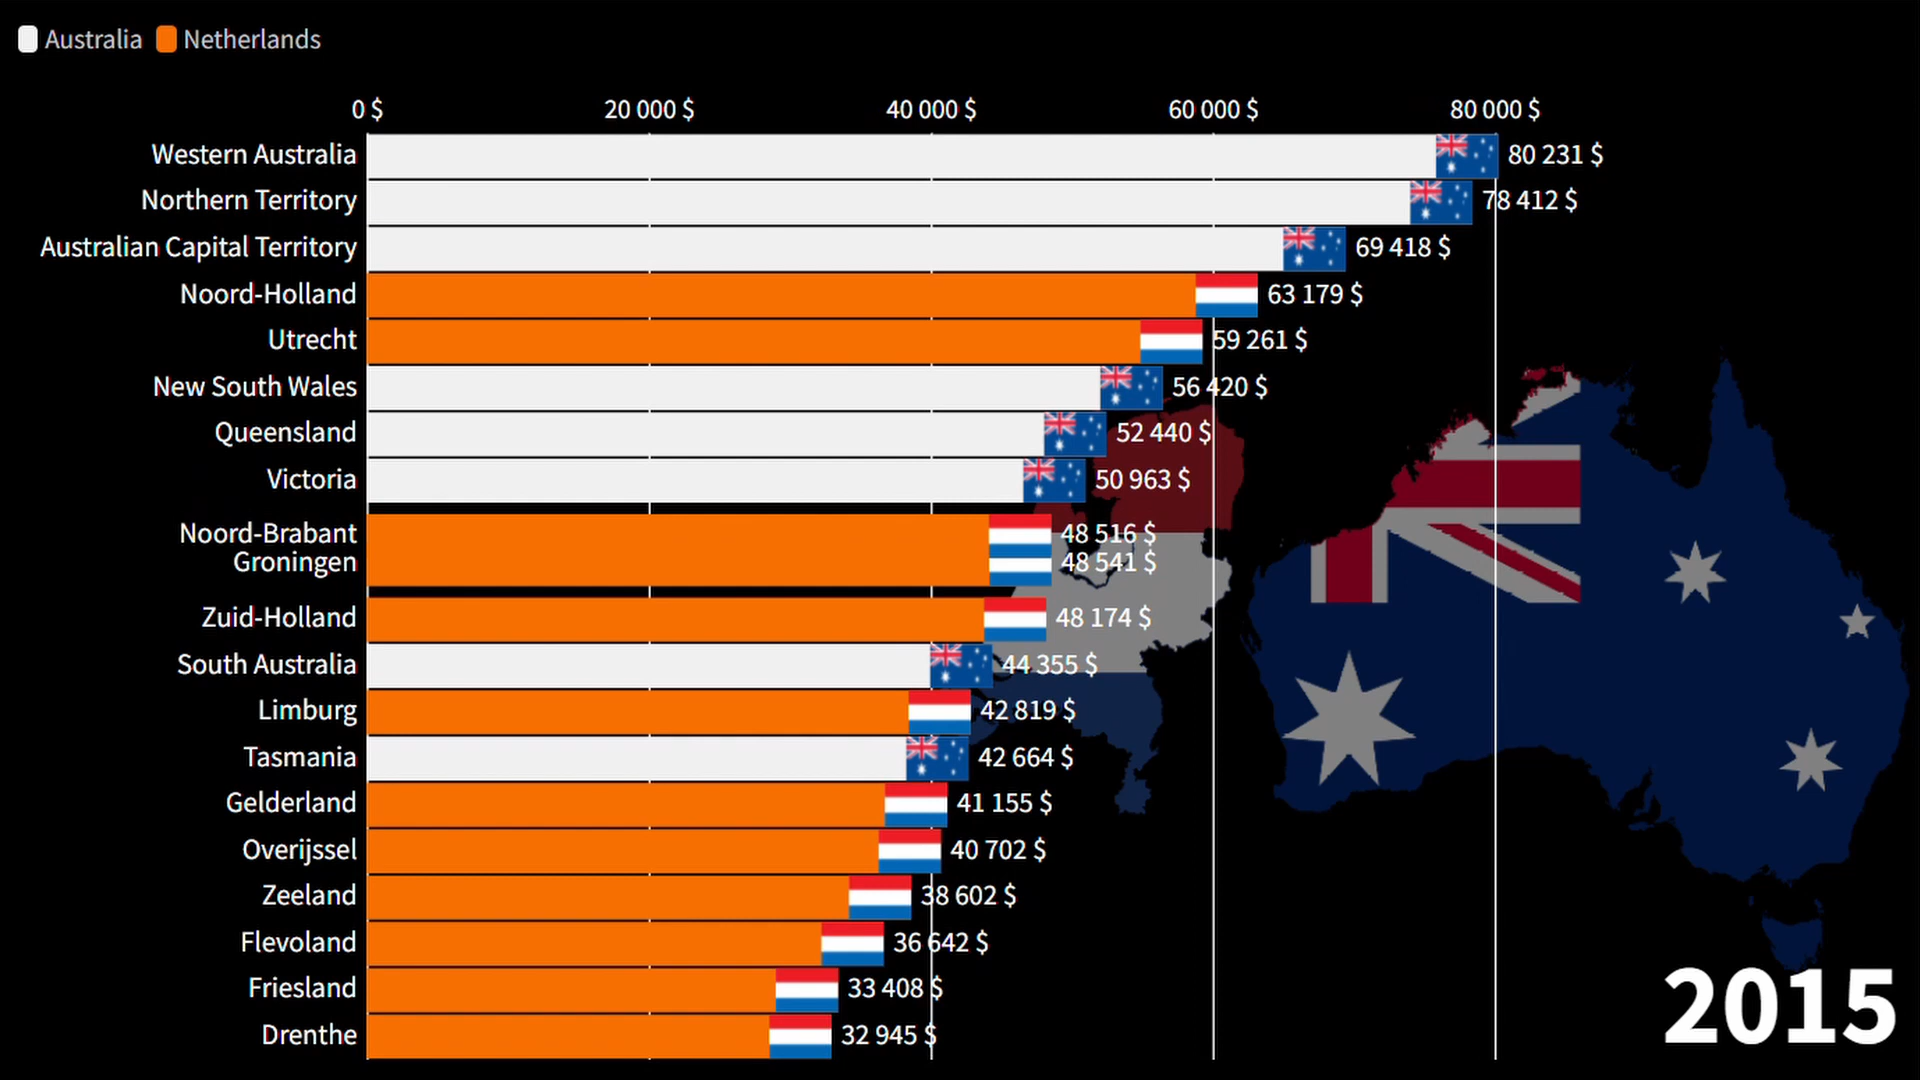 Australia Netherlands
0 $ 20 000 $ 40 000 $ 60 000 $ 80 000 $
Western Australia 80 231 $
Northern Territory 78 412 $
Australian Capital Territory 69 418 $
Noord-Holland 63 179 $
Utrecht 59 261 $
New South Wales 56 420 $
Queensland 52 440 $
Victoria 50 963 $
Noord-Brabant 48 516 $
Groningen 48 541 $
Zuid-Holland 48 174 $
South Australia 44 355 $
Limburg 42 819 $
Tasmania 42 664 $
Gelderland 41 155 $
Overijssel 40 702 $
Zeeland 38 602 $
Flevoland 36 642 $
Friesland 33 408 $
Drenthe 32 945 $
2015